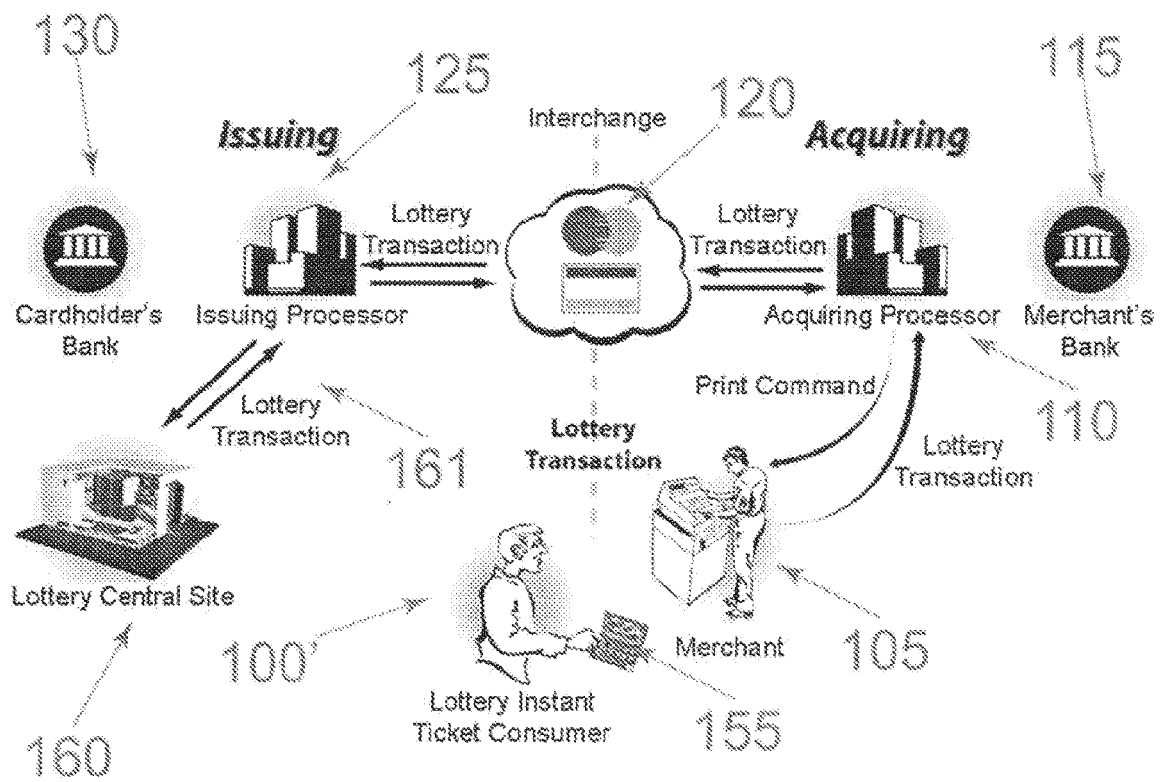 130
125
120
115
Issuing
Interchange
Acquiring
Lottery
Transaction
Lottery
Transaction
Cardholder's
Bank
Issuing Processor
Acquiring Processor
Merchant's
Bank
Print Command
110
Lottery
Transaction
161
Lottery
Transaction
Lottery
Transaction
Lottery Central Site
100'
Merchant
105
Lottery Instant
Ticket Consumer
155
160